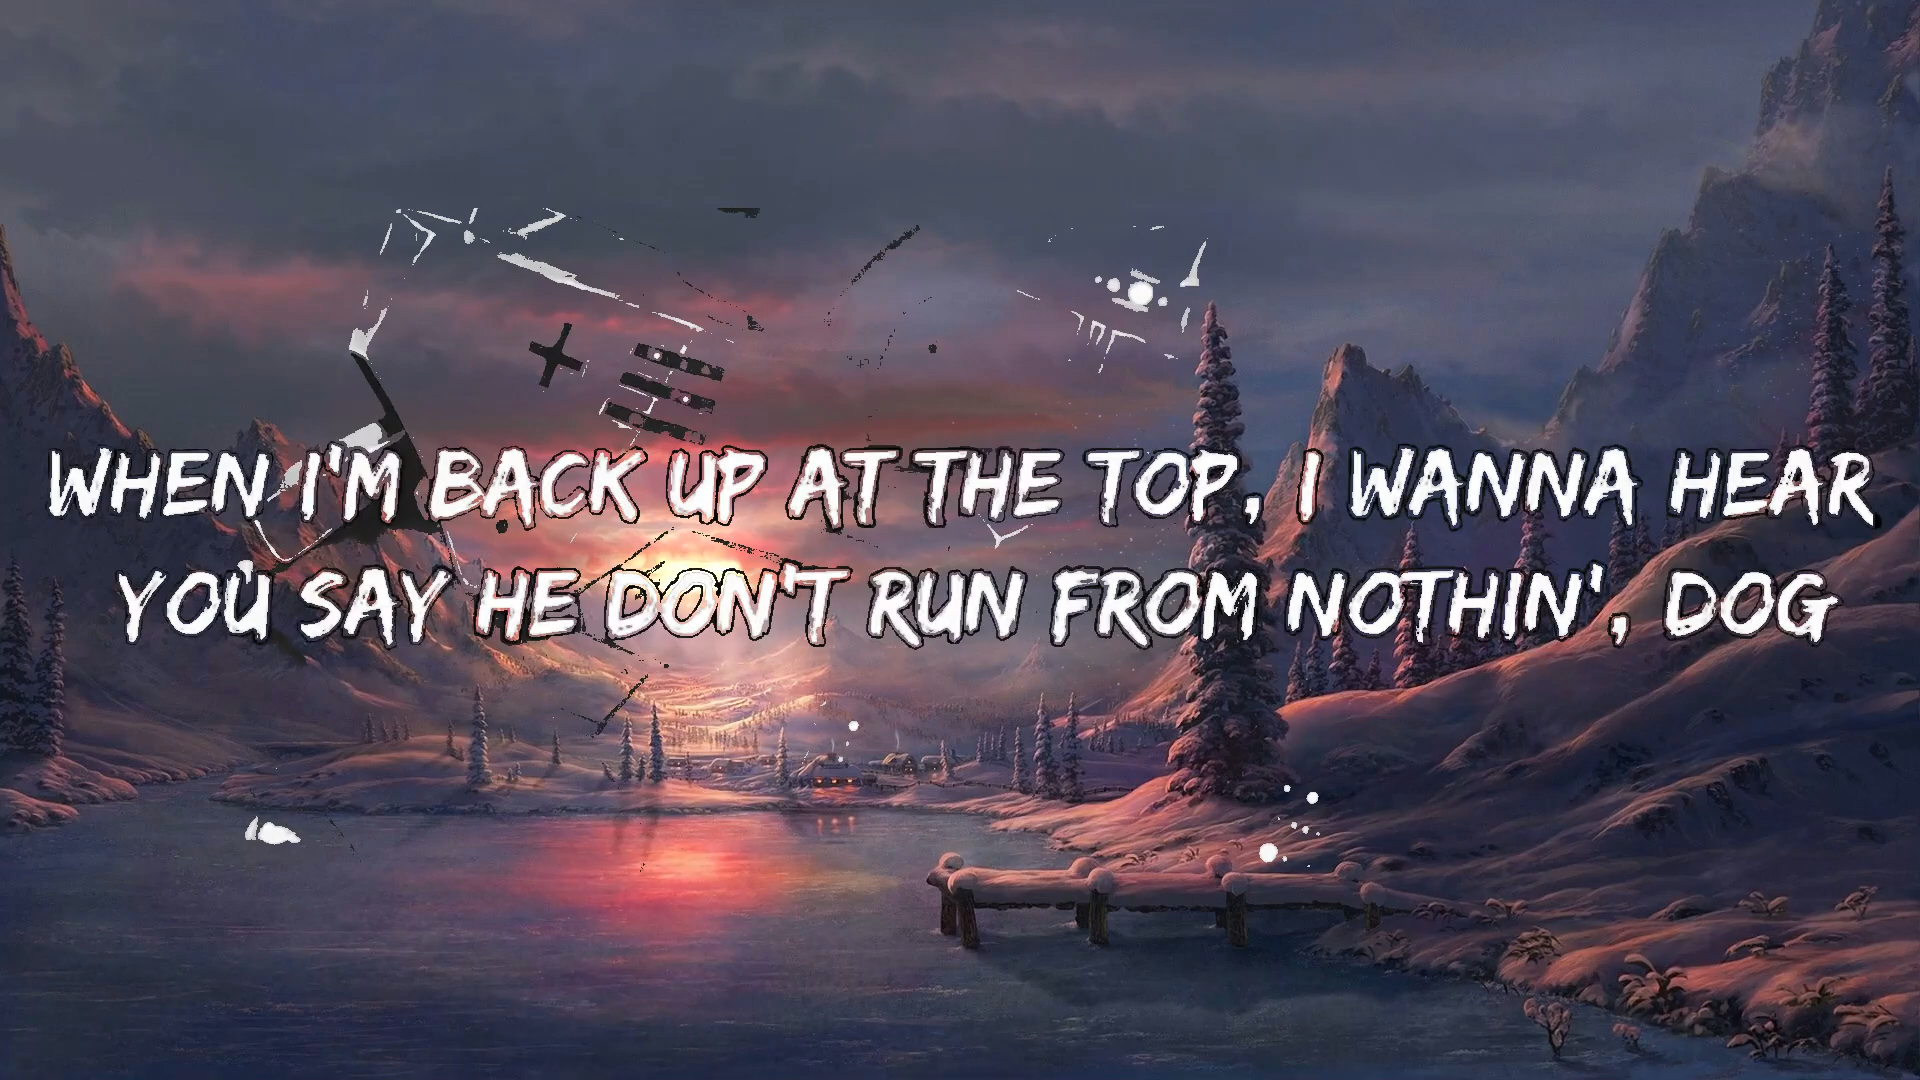 WHEN I'M BACK UP AT THE TOP, I WANNA HEAR
YOU SAY HE DON'T RUN FROM NOTHIN', DOG